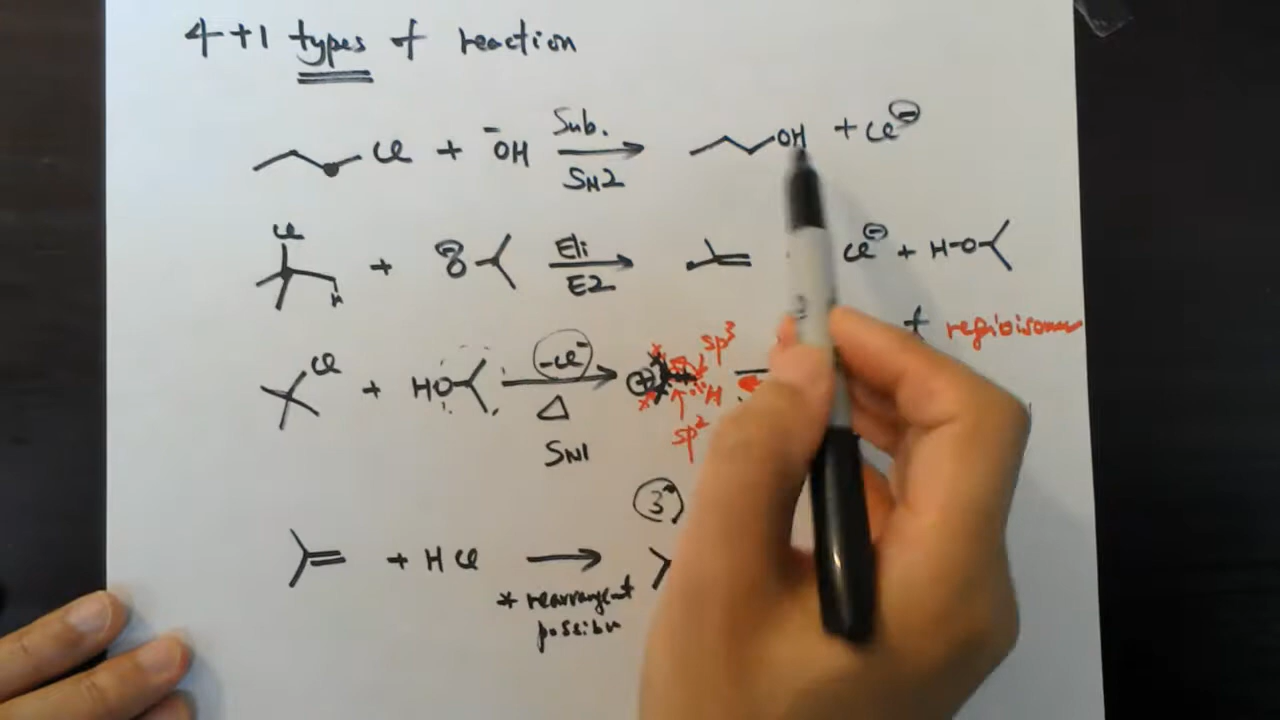 4+1 types of reaction
Cl + ⁻OH Sub. SN2 OH + Cl⊖
Cl H + Eli E2 Cl⊖ + H-O
regioisomer
Cl + HO -Cl⁻ Δ SN1 ⊕ sp³ H sp²
3°
+ HCl
* rearrangemt
possible